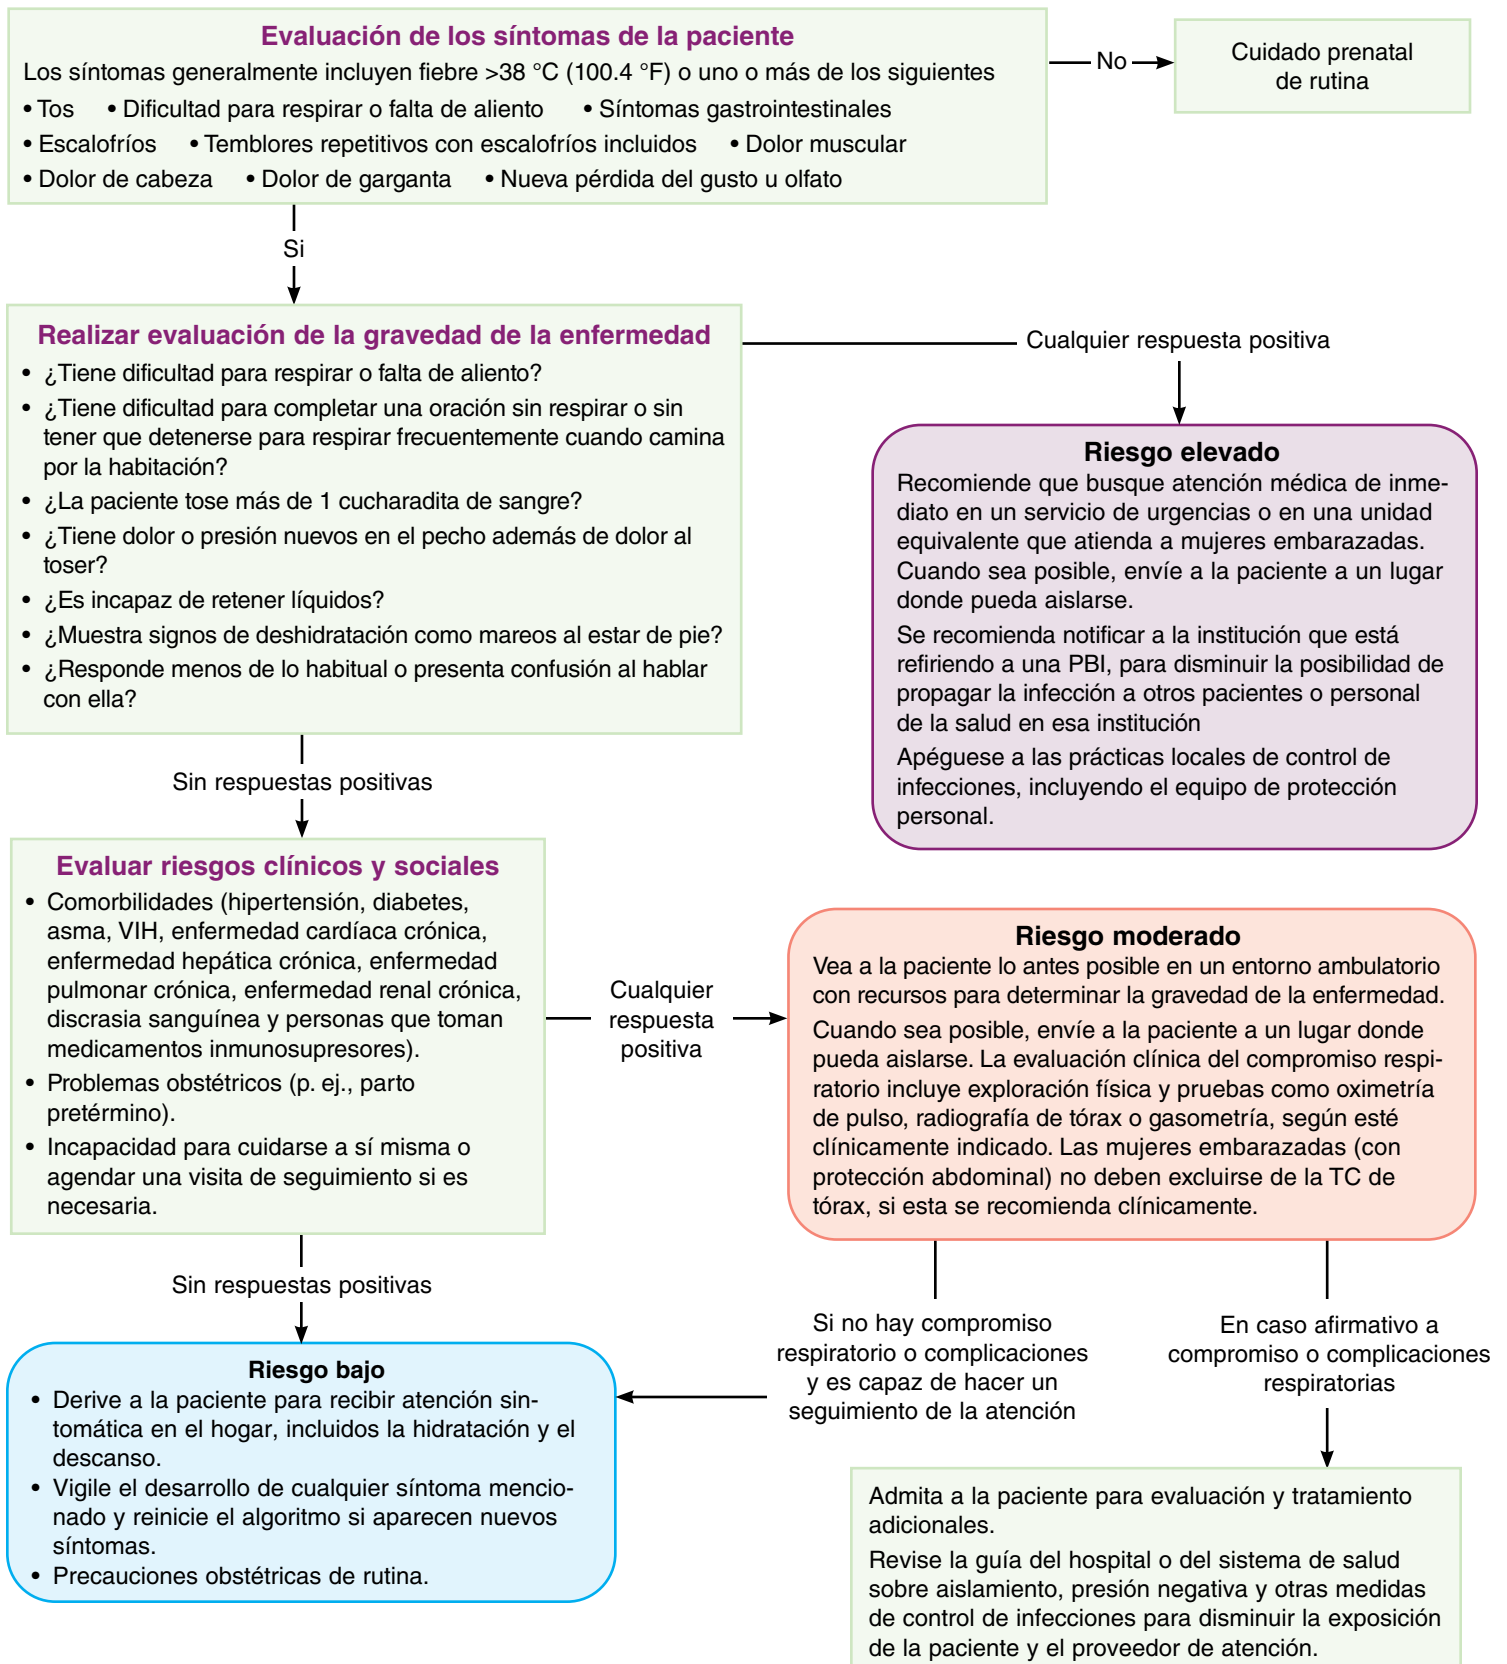 Evaluación de los síntomas de la paciente
Los síntomas generalmente incluyen fiebre >38 °C (100.4 °F) o uno o más de los siguientes
• Tos • Dificultad para respirar o falta de aliento • Síntomas gastrointestinales
• Escalofríos • Temblores repetitivos con escalofríos incluidos • Dolor muscular
• Dolor de cabeza • Dolor de garganta • Nueva pérdida del gusto u olfato
No
Cuidado prenatal
de rutina
Si
Realizar evaluación de la gravedad de la enfermedad
• ¿Tiene dificultad para respirar o falta de aliento?
• ¿Tiene dificultad para completar una oración sin respirar o sin
tener que detenerse para respirar frecuentemente cuando camina
por la habitación?
• ¿La paciente tose más de 1 cucharadita de sangre?
• ¿Tiene dolor o presión nuevos en el pecho además de dolor al
toser?
• ¿Es incapaz de retener líquidos?
• ¿Muestra signos de deshidratación como mareos al estar de pie?
• ¿Responde menos de lo habitual o presenta confusión al hablar
con ella?
Cualquier respuesta positiva
Riesgo elevado
Recomiende que busque atención médica de inme-
diato en un servicio de urgencias o en una unidad
equivalente que atienda a mujeres embarazadas.
Cuando sea posible, envíe a la paciente a un lugar
donde pueda aislarse.
Se recomienda notificar a la institución que está
refiriendo a una PBI, para disminuir la posibilidad de
propagar la infección a otros pacientes o personal
de la salud en esa institución
Apéguese a las prácticas locales de control de
infecciones, incluyendo el equipo de protección
personal.
Sin respuestas positivas
Evaluar riesgos clínicos y sociales
• Comorbilidades (hipertensión, diabetes,
asma, VIH, enfermedad cardíaca crónica,
enfermedad hepática crónica, enfermedad
pulmonar crónica, enfermedad renal crónica,
discrasia sanguínea y personas que toman
medicamentos inmunosupresores).
• Problemas obstétricos (p. ej., parto
pretérmino).
• Incapacidad para cuidarse a sí misma o
agendar una visita de seguimiento si es
necesaria.
Cualquier
respuesta
positiva
Riesgo moderado
Vea a la paciente lo antes posible en un entorno ambulatorio
con recursos para determinar la gravedad de la enfermedad.
Cuando sea posible, envíe a la paciente a un lugar donde
pueda aislarse. La evaluación clínica del compromiso respi-
ratorio incluye exploración física y pruebas como oximetría
de pulso, radiografía de tórax o gasometría, según esté
clínicamente indicado. Las mujeres embarazadas (con
protección abdominal) no deben excluirse de la TC de
tórax, si esta se recomienda clínicamente.
Sin respuestas positivas
Si no hay compromiso
respiratorio o complicaciones
y es capaz de hacer un
seguimiento de la atención
En caso afirmativo a
compromiso o complicaciones
respiratorias
Riesgo bajo
• Derive a la paciente para recibir atención sin-
tomática en el hogar, incluidos la hidratación y el
descanso.
• Vigile el desarrollo de cualquier síntoma mencio-
nado y reinicie el algoritmo si aparecen nuevos
síntomas.
• Precauciones obstétricas de rutina.
Admita a la paciente para evaluación y tratamiento
adicionales.
Revise la guía del hospital o del sistema de salud
sobre aislamiento, presión negativa y otras medidas
de control de infecciones para disminuir la exposición
de la paciente y el proveedor de atención.